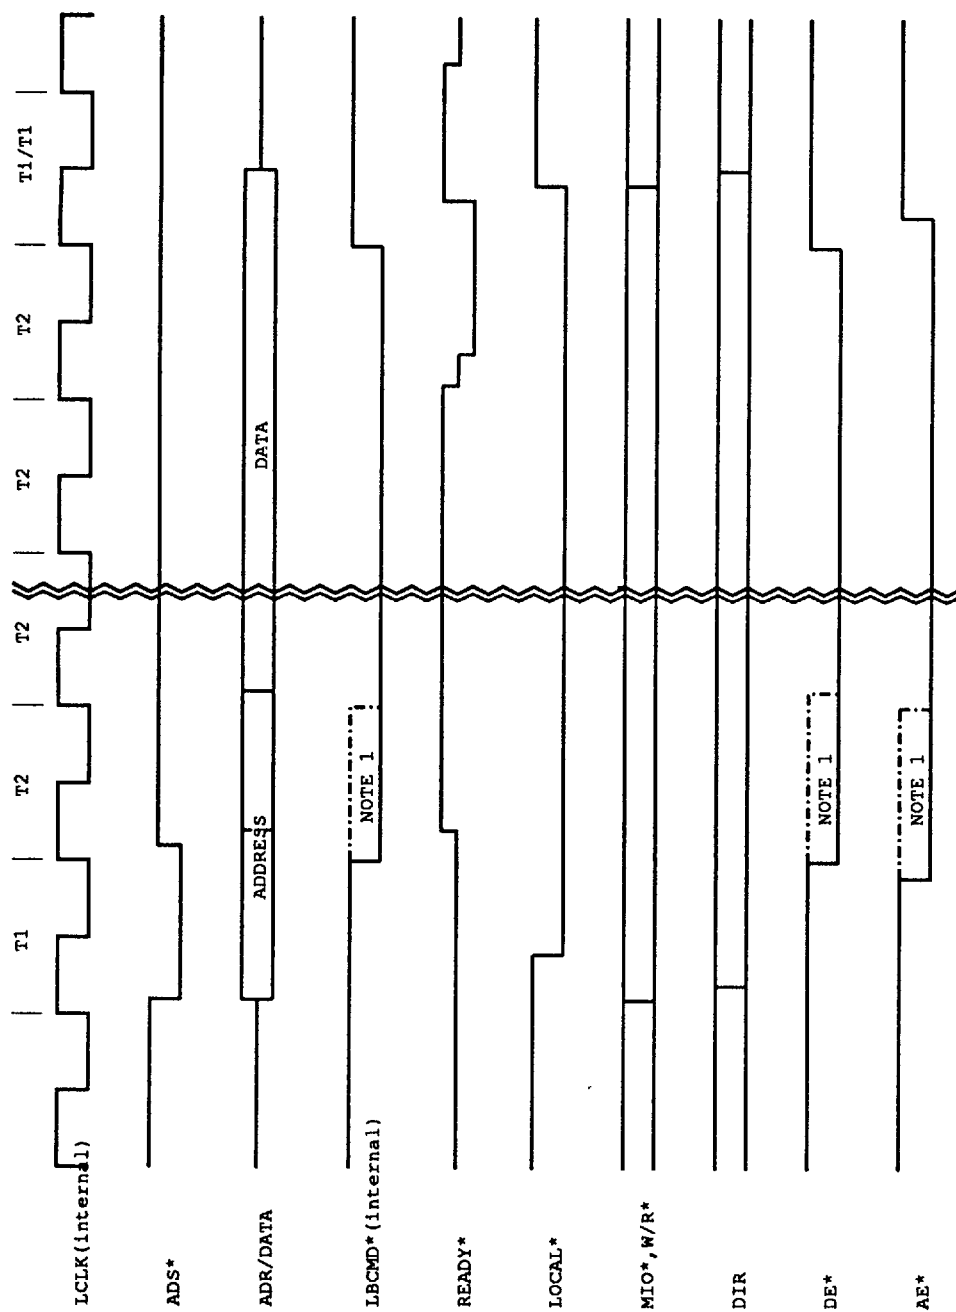 T1
T2
T2
T2
T2
Ti/T1
LCLK(internal)
ADS*
ADR/DATA
ADDRESS
DATA
LBCMD*(internal)
NOTE 1
READY*
LOCAL*
MIO*,W/R*
DIR
DE*
NOTE 1
AE*
NOTE 1